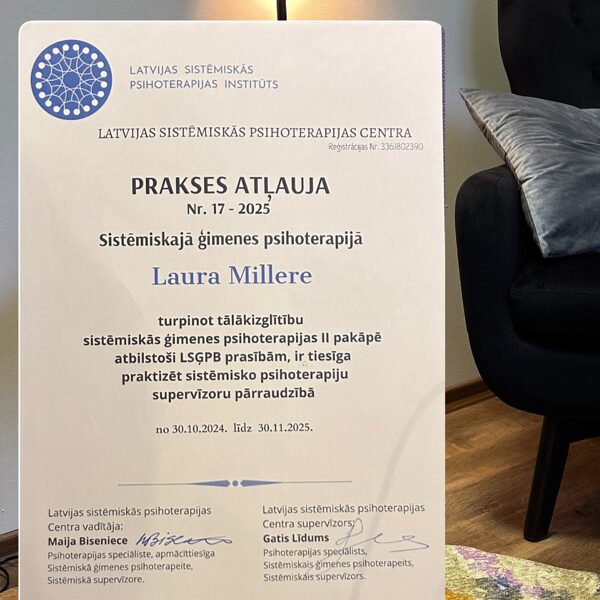 LATVIJAS SISTĒMISKĀS
PSIHOTERAPIJAS INSTITŪTS
LATVIJAS SISTĒMISKĀS PSIHOTERAPIJAS CENTRA
Reģistrācijas Nr. 3361802390
PRAKSES ATĻAUJA
Nr. 17 - 2025
Sistēmiskajā ģimenes psihoterapijā
Laura Millere
turpinot tālākizglītību
sistēmiskās ģimenes psihoterapijas II pakāpē
atbilstoši LSĢPB prasībām, ir tiesīga
praktizēt sistēmisko psihoterapiju
supervīzoru pārraudzībā
no 30.10.2024. līdz 30.11.2025.
Latvijas sistēmiskās psihoterapijas
Centra vadītāja:
Maija Biseniece
Psihoterapijas speciāliste, apmācīttiesīga
Sistēmiskā ģimenes psihoterapeite,
Sistēmiskā supervizore.
Latvijas sistēmiskās psihoterapijas
Centra supervizors:
Gatis Līdums
Psihoterapijas speciālists,
Sistēmiskais ģimenes psihoterapeits,
Sistēmiskais supervizors.